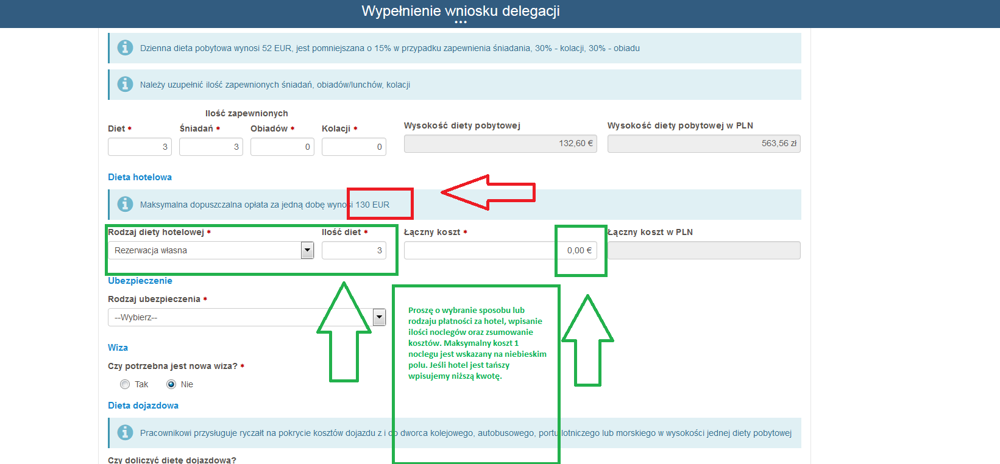 Wypełnienie wniosku delegacji
Dzienna dieta pobytowa wynosi 52 EUR, jest pomniejszana o 15% w przypadku zapewnienia śniadania, 30% - kolacji, 30% - obiadu
Należy uzupełnić ilość zapewnionych śniadań, obiadów/lunchów, kolacji
Ilość zapewnionych
Diet * Śniadań * Obiadów * Kolacji * Wysokość diety pobytowej Wysokość diety pobytowej w PLN
3 3 0 0 132,60 € 563,56 zł
Dieta hotelowa
Maksymalna dopuszczalna opłata za jedną dobę wynosi 130 EUR
Rodzaj diety hotelowej * Ilość diet * Łączny koszt * Łączny koszt w PLN
Rezerwacja własna 3 0,00 €
Ubezpieczenie
Rodzaj ubezpieczenia *
--Wybierz--
Proszę o wybranie sposobu lub
rodzaju płatności za hotel, wpisanie
ilości noclegów oraz zsumowanie
kosztów. Maksymalny koszt 1
noclegu jest wskazany na niebieskim
polu. Jeśli hotel jest tańszy
wpisujemy niższą kwotę.
Wiza
Czy potrzebna jest nowa wiza? *
Tak Nie
Dieta dojazdowa
Pracownikowi przysługuje ryczałt na pokrycie kosztów dojazdu z i do dworca kolejowego, autobusowego, portu lotniczego lub morskiego w wysokości jednej diety pobytowej
Czy doliczyć dietę dojazdową?